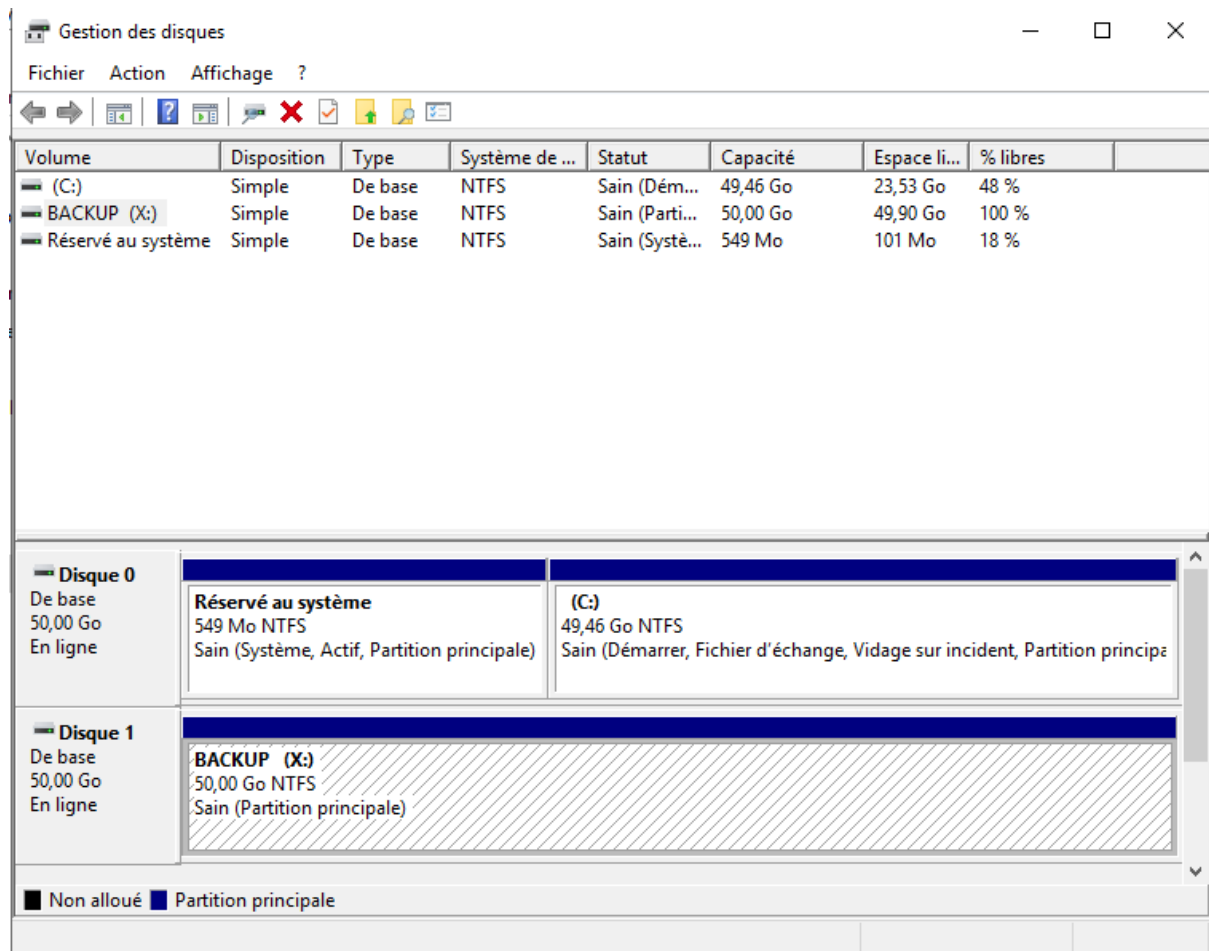 Gestion des disques
Fichier Action Affichage ?
Volume Disposition Type Système de ... Statut Capacité Espace li... % libres
(C:) Simple De base NTFS Sain (Dém... 49,46 Go 23,53 Go 48 %
BACKUP (X:) Simple De base NTFS Sain (Parti... 50,00 Go 49,90 Go 100 %
Réservé au système Simple De base NTFS Sain (Systè... 549 Mo 101 Mo 18 %
Disque 0
De base
50,00 Go
En ligne
Réservé au système
549 Mo NTFS
Sain (Système, Actif, Partition principale)
(C:)
49,46 Go NTFS
Sain (Démarrer, Fichier d'échange, Vidage sur incident, Partition principa
Disque 1
De base
50,00 Go
En ligne
BACKUP (X:)
50,00 Go NTFS
Sain (Partition principale)
Non alloué Partition principale